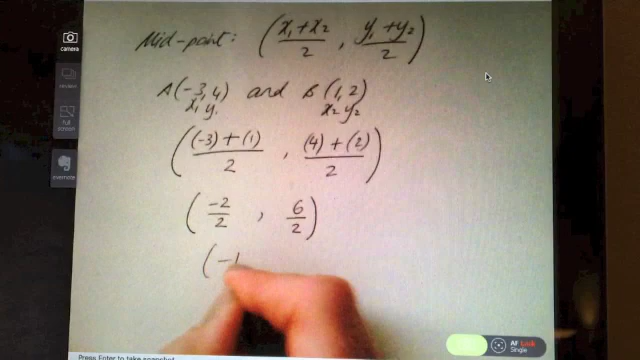 Mid-point: ( x₁+x₂ / 2 , y₁+y₂ / 2 )
A(-3,4) and B(1,2)
x₁ y₁ x₂ y₂
( (-3)+(1) / 2 , (4)+(2) / 2 )
( -2 / 2 , 6 / 2 )
( -1
camera
review
full screen
evernote
AF Lock
Single
Press Enter to take snapshot